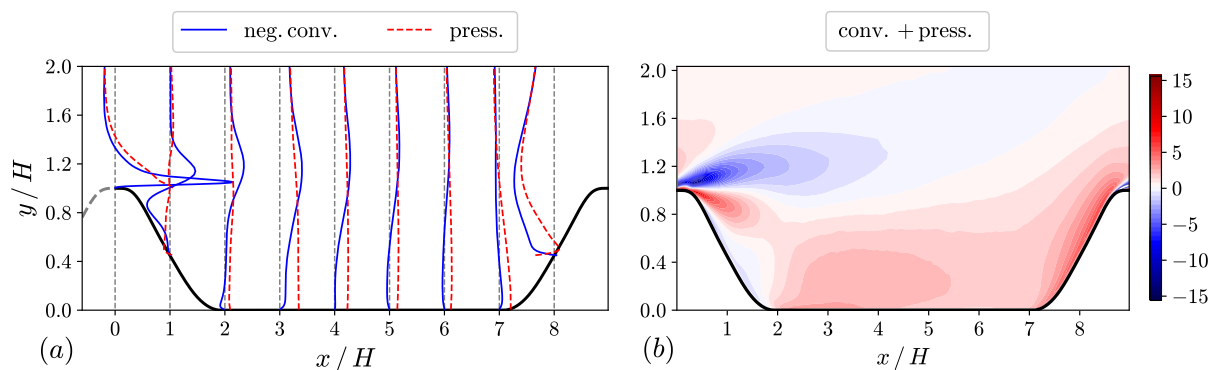 neg. conv. press.
conv. + press.
2.0
1.6
1.2
0.8
0.4
0.0
y / H
0 1 2 3 4 5 6 7 8
(a)
x / H
2.0
1.6
1.2
0.8
0.4
0.0
1 2 3 4 5 6 7 8
(b)
x / H
15
10
5
0
−5
−10
−15